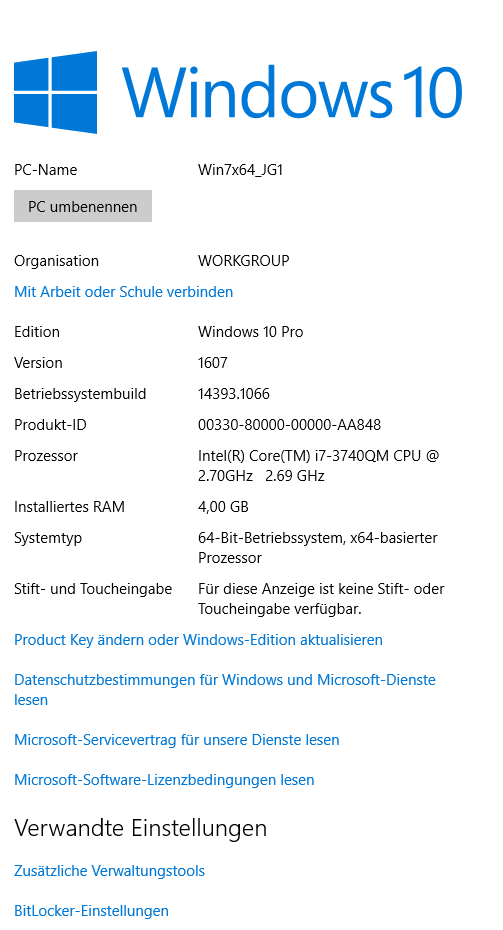 Windows 10
PC-Name Win7x64_JG1
PC umbenennen
Organisation WORKGROUP
Mit Arbeit oder Schule verbinden
Edition Windows 10 Pro
Version 1607
Betriebssystembuild 14393.1066
Produkt-ID 00330-80000-00000-AA848
Prozessor Intel(R) Core(TM) i7-3740QM CPU @
2.70GHz 2.69 GHz
Installiertes RAM 4,00 GB
Systemtyp 64-Bit-Betriebssystem, x64-basierter
Prozessor
Stift- und Toucheingabe Für diese Anzeige ist keine Stift- oder
Toucheingabe verfügbar.
Product Key ändern oder Windows-Edition aktualisieren
Datenschutzbestimmungen für Windows und Microsoft-Dienste
lesen
Microsoft-Servicevertrag für unsere Dienste lesen
Microsoft-Software-Lizenzbedingungen lesen
Verwandte Einstellungen
Zusätzliche Verwaltungstools
BitLocker-Einstellungen